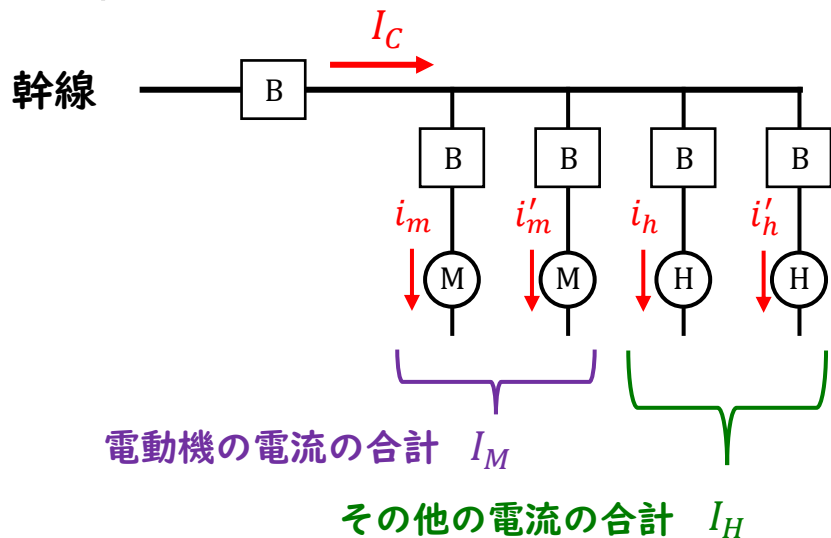 I_C
幹線
B
B B B B
i_m i'_m i_h i'_h
M M H H
電動機の電流の合計 I_M
その他の電流の合計 I_H